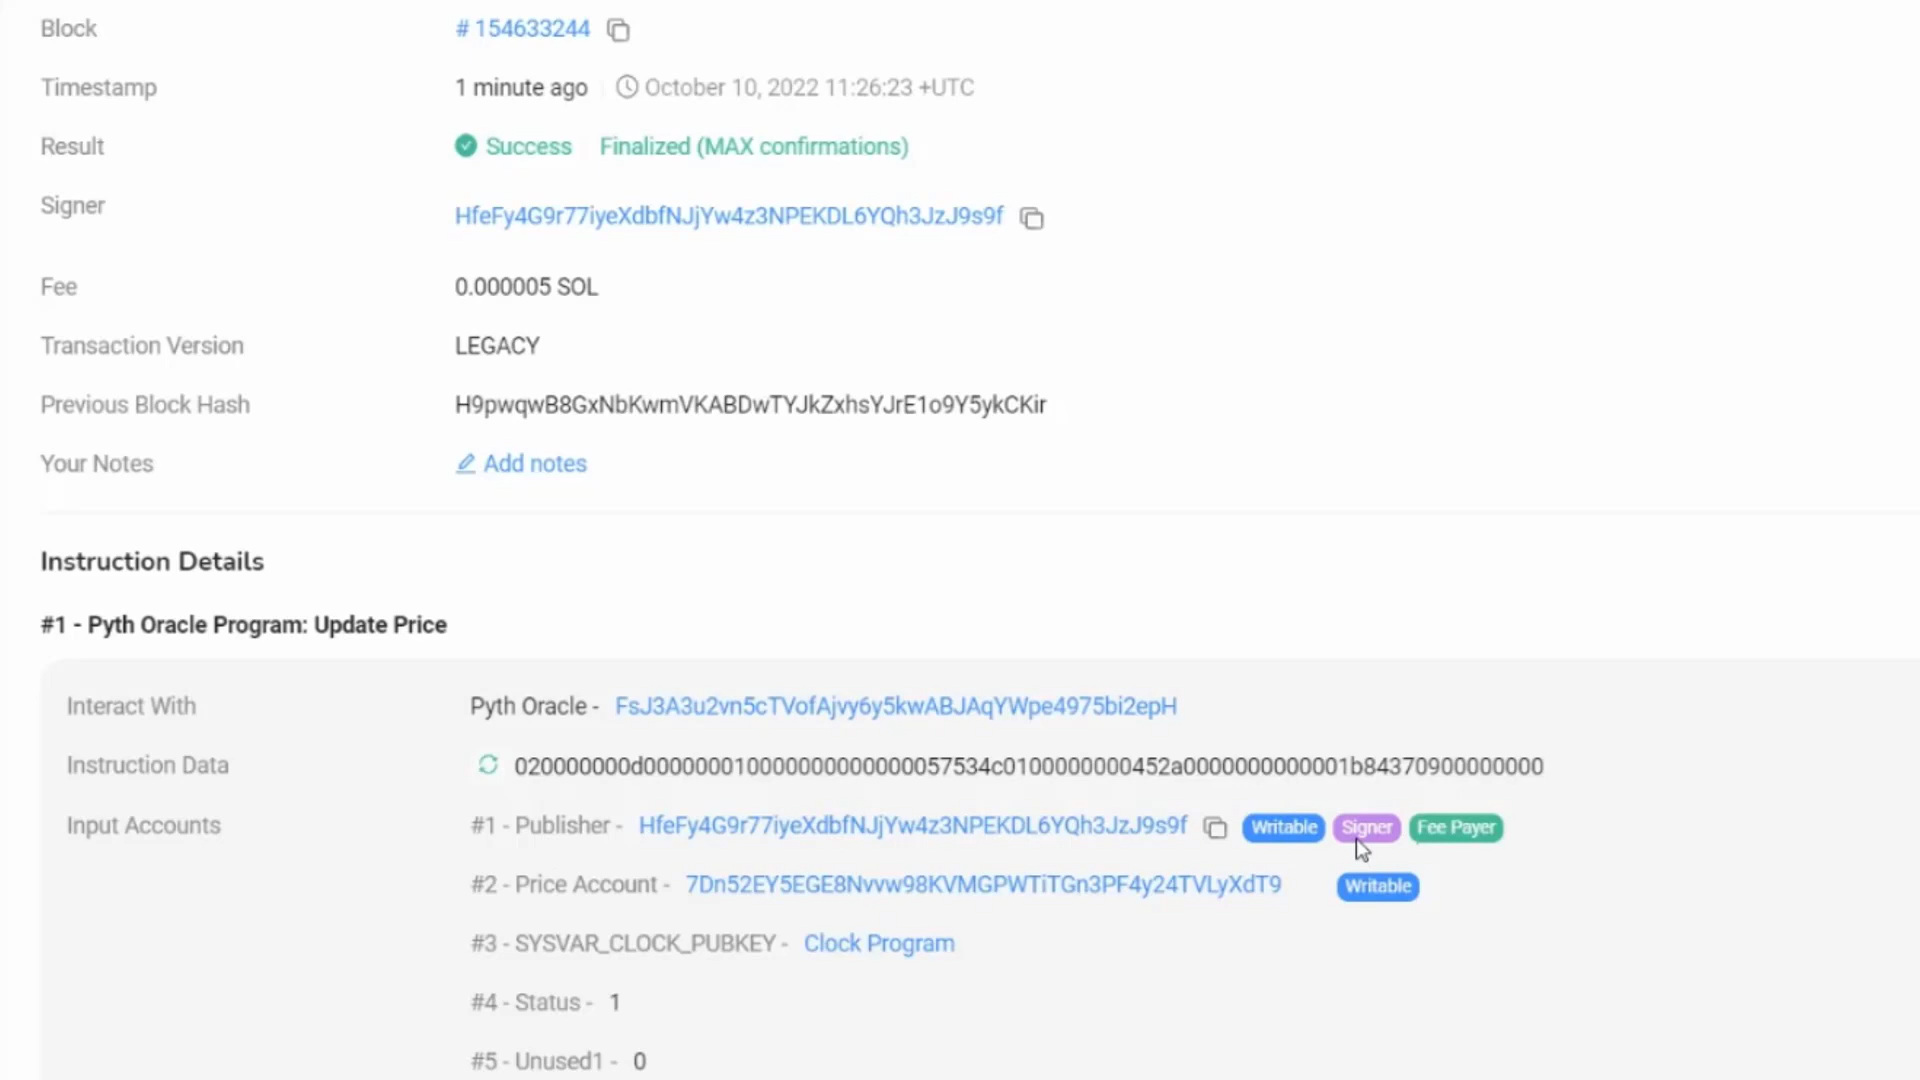 Block # 154633244
Timestamp 1 minute ago October 10, 2022 11:26:23 +UTC
Result Success Finalized (MAX confirmations)
Signer HfeFy4G9r77iyeXdbfNJjYw4z3NPEKDL6YQh3JzJ9s9f
Fee 0.000005 SOL
Transaction Version LEGACY
Previous Block Hash H9pwqwB8GxNbKwmVKABDwTYJkZxhsYJrE1o9Y5ykCKir
Your Notes Add notes
Instruction Details
#1 - Pyth Oracle Program: Update Price
Interact With Pyth Oracle - FsJ3A3u2vn5cTVofAjvy6y5kwABJAqYWpe4975bi2epH
Instruction Data 020000000d0000000100000000000000057534c0100000000452a0000000000001b84370900000000
Input Accounts #1 - Publisher - HfeFy4G9r77iyeXdbfNJjYw4z3NPEKDL6YQh3JzJ9s9f Writable Signer Fee Payer
#2 - Price Account - 7Dn52EY5EGE8Nvvw98KVMGPWTiTGn3PF4y24TVLyXdT9 Writable
#3 - SYSVAR_CLOCK_PUBKEY - Clock Program
#4 - Status - 1
#5 - Unused1 - 0